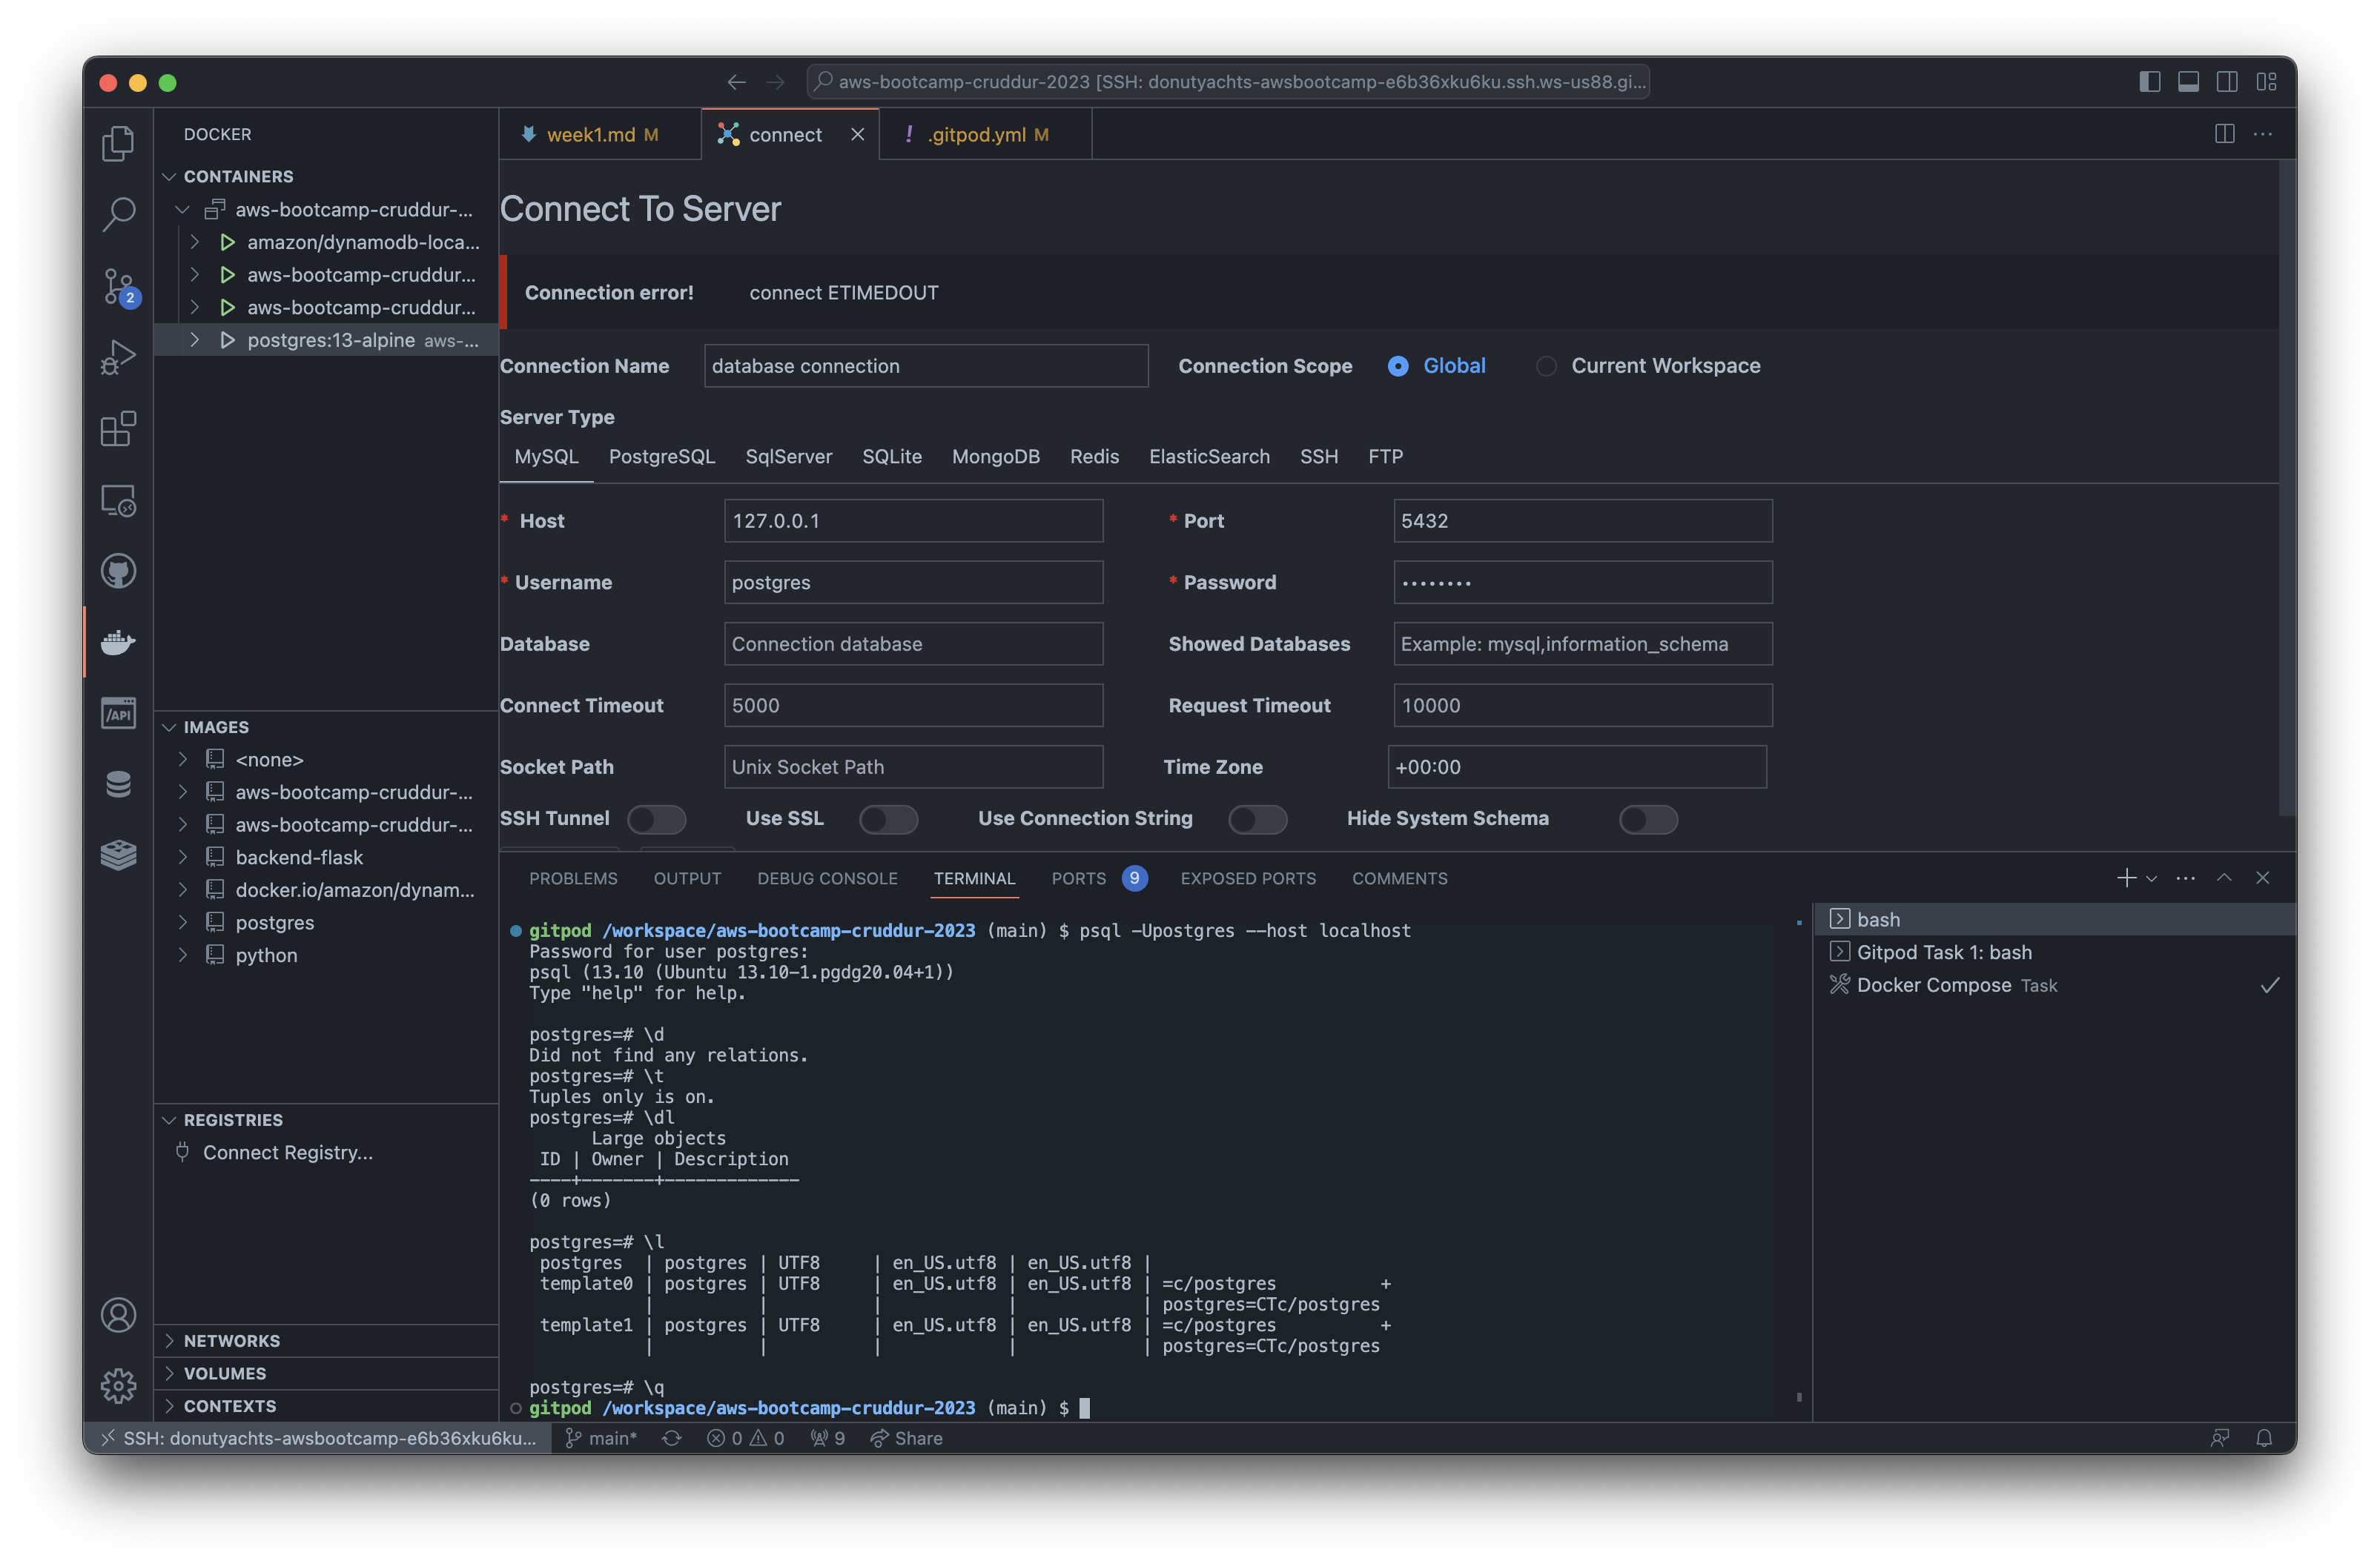 aws-bootcamp-cruddur-2023 [SSH: donutyachts-awsbootcamp-e6b36xku6ku.ssh.ws-us88.gi...
DOCKER
week1.md M
connect
! .gitpod.yml M
CONTAINERS
aws-bootcamp-cruddur-...
amazon/dynamodb-loca...
aws-bootcamp-cruddur...
aws-bootcamp-cruddur...
postgres:13-alpine aws-...
2
IMAGES
<none>
aws-bootcamp-cruddur-...
aws-bootcamp-cruddur-...
backend-flask
docker.io/amazon/dynam...
postgres
python
/API
REGISTRIES
Connect Registry...
NETWORKS
VOLUMES
CONTEXTS
Connect To Server
Connection error! connect ETIMEDOUT
Connection Name database connection Connection Scope Global Current Workspace
Server Type
MySQL PostgreSQL SqlServer SQLite MongoDB Redis ElasticSearch SSH FTP
* Host 127.0.0.1 * Port 5432
* Username postgres * Password ••••••••
Database Connection database Showed Databases Example: mysql,information_schema
Connect Timeout 5000 Request Timeout 10000
Socket Path Unix Socket Path Time Zone +00:00
SSH Tunnel Use SSL Use Connection String Hide System Schema
PROBLEMS OUTPUT DEBUG CONSOLE TERMINAL PORTS 9 EXPOSED PORTS COMMENTS
gitpod /workspace/aws-bootcamp-cruddur-2023 (main) $ psql -Upostgres --host localhost
Password for user postgres:
psql (13.10 (Ubuntu 13.10-1.pgdg20.04+1))
Type "help" for help.
postgres=# \d
Did not find any relations.
postgres=# \t
Tuples only is on.
postgres=# \dl
Large objects
ID | Owner | Description
----+-------+-------------
(0 rows)
postgres=# \l
postgres | postgres | UTF8 | en_US.utf8 | en_US.utf8 |
template0 | postgres | UTF8 | en_US.utf8 | en_US.utf8 | =c/postgres +
| | | | | postgres=CTc/postgres
template1 | postgres | UTF8 | en_US.utf8 | en_US.utf8 | =c/postgres +
| | | | | postgres=CTc/postgres
postgres=# \q
gitpod /workspace/aws-bootcamp-cruddur-2023 (main) $
bash
Gitpod Task 1: bash
Docker Compose Task
SSH: donutyachts-awsbootcamp-e6b36xku6ku... main* 0 0 9 Share